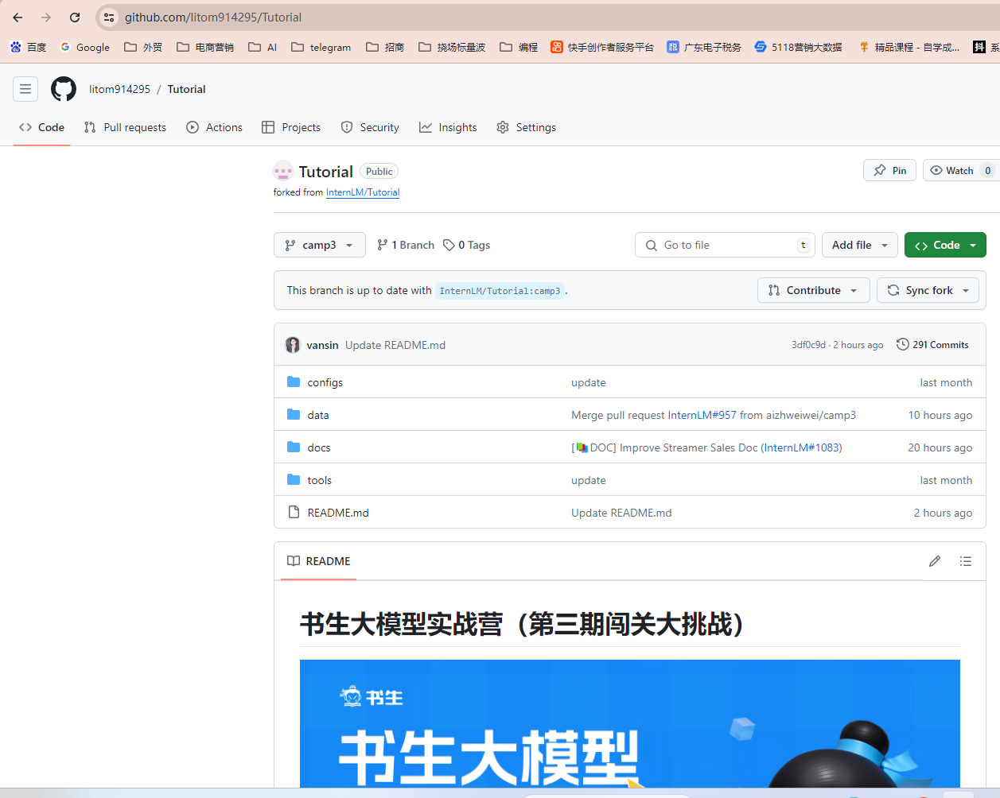 github.com/litom914295/Tutorial
百度 Google 外贸 电商营销 AI telegram 招商 挠场标量波 编程 快手创作者服务平台 广东电子税务 5118营销大数据 精品课程 - 自学成... 系
litom914295 / Tutorial
Code Pull requests Actions Projects Security Insights Settings
Tutorial Public Pin Watch 0
forked from InternLM/Tutorial
camp3 1 Branch 0 Tags Go to file t Add file Code
This branch is up to date with InternLM/Tutorial:camp3 . Contribute Sync fork
vansin Update README.md 3df0c9d · 2 hours ago 291 Commits
configs update last month
data Merge pull request InternLM#957 from aizhweiwei/camp3 10 hours ago
docs [📚DOC] Improve Streamer Sales Doc (InternLM#1083) 20 hours ago
tools update last month
README.md Update README.md 2 hours ago
README
书生大模型实战营（第三期闯关大挑战）
书生
书生大模型